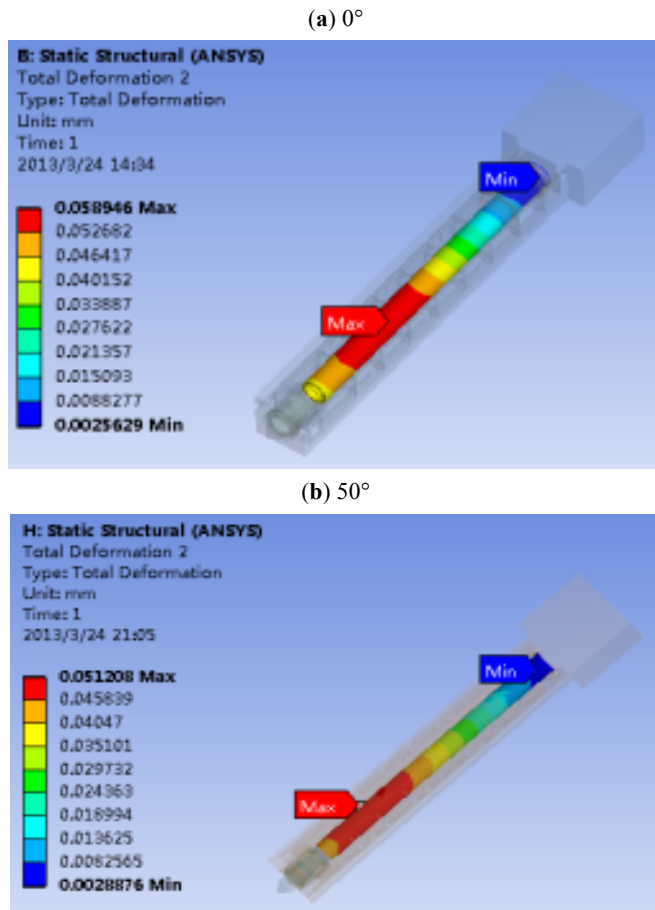 (a) 0°
B: Static Structural (ANSYS)
Total Deformation 2
Type: Total Deformation
Unit: mm
Time: 1
2013/3/24 14:34
0.058946 Max
0.052682
0.046417
0.040152
0.033887
0.027622
0.021357
0.015093
0.0088277
0.0025629 Min
Min
Max
(b) 50°
H: Static Structural (ANSYS)
Total Deformation 2
Type: Total Deformation
Unit: mm
Time: 1
2013/3/24 21:05
0.051208 Max
0.045839
0.04047
0.035101
0.029732
0.024363
0.018994
0.013625
0.0082565
0.0028876 Min
Min
Max